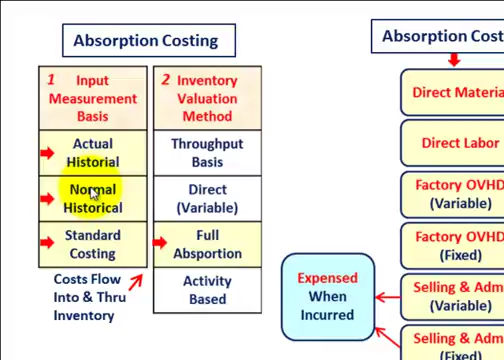 Absorption Costing
1 Input
Measurement
Basis
Actual
Historial
Normal
Historical
Standard
Costing
Costs Flow
Into & Thru
Inventory
2 Inventory
Valuation
Method
Throughput
Basis
Direct
(Variable)
Full
Absportion
Activity
Based
Absorption Cost
Direct Materia
Direct Labor
Factory OVHD
(Variable)
Factory OVHD
(Fixed)
Selling & Adm
(Variable)
Selling & Adm
(Fixed)
Expensed
When
Incurred